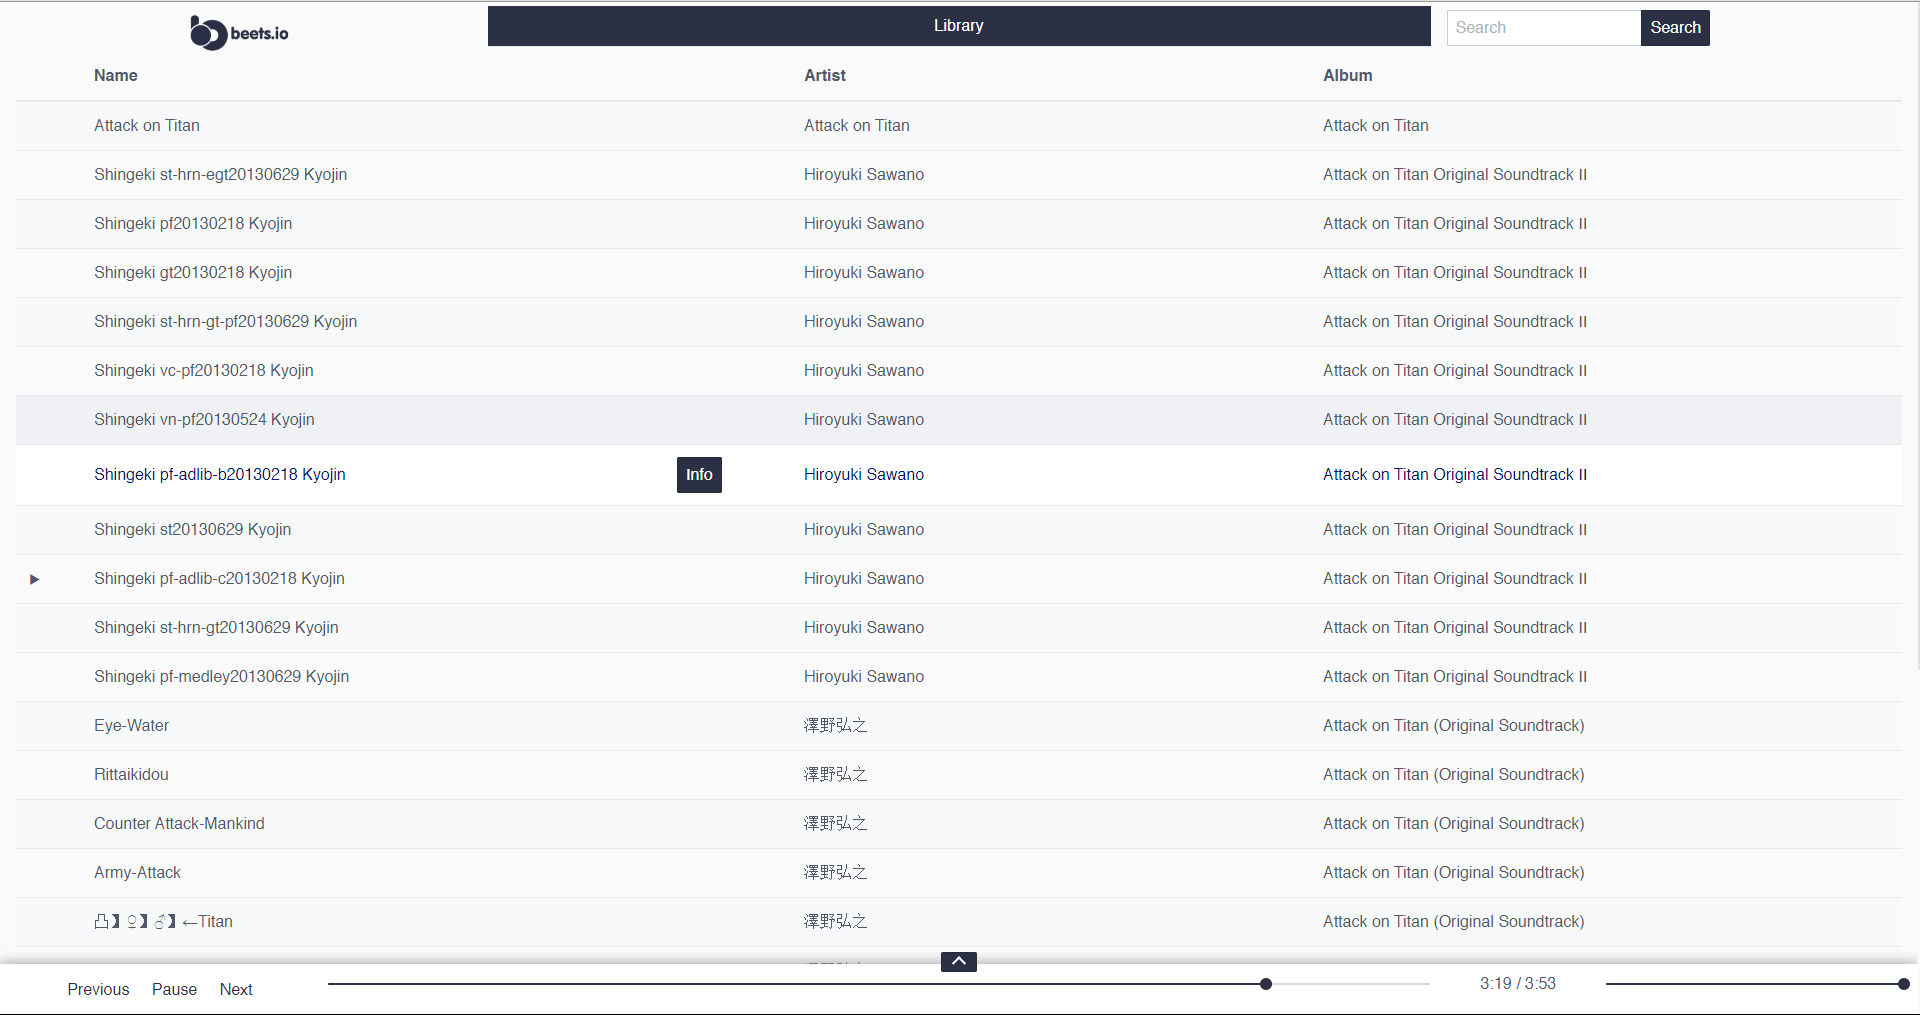 beets.io Library Search Search
Name Artist Album
Attack on Titan Attack on Titan Attack on Titan
Shingeki st-hrn-egt20130629 Kyojin Hiroyuki Sawano Attack on Titan Original Soundtrack II
Shingeki pf20130218 Kyojin Hiroyuki Sawano Attack on Titan Original Soundtrack II
Shingeki gt20130218 Kyojin Hiroyuki Sawano Attack on Titan Original Soundtrack II
Shingeki st-hrn-gt-pf20130629 Kyojin Hiroyuki Sawano Attack on Titan Original Soundtrack II
Shingeki vc-pf20130218 Kyojin Hiroyuki Sawano Attack on Titan Original Soundtrack II
Shingeki vn-pf20130524 Kyojin Hiroyuki Sawano Attack on Titan Original Soundtrack II
Shingeki pf-adlib-b20130218 Kyojin Info Hiroyuki Sawano Attack on Titan Original Soundtrack II
Shingeki st20130629 Kyojin Hiroyuki Sawano Attack on Titan Original Soundtrack II
Shingeki pf-adlib-c20130218 Kyojin Hiroyuki Sawano Attack on Titan Original Soundtrack II
Shingeki st-hrn-gt20130629 Kyojin Hiroyuki Sawano Attack on Titan Original Soundtrack II
Shingeki pf-medley20130629 Kyojin Hiroyuki Sawano Attack on Titan Original Soundtrack II
Eye-Water 澤野弘之 Attack on Titan (Original Soundtrack)
Rittaikidou 澤野弘之 Attack on Titan (Original Soundtrack)
Counter Attack-Mankind 澤野弘之 Attack on Titan (Original Soundtrack)
Army-Attack 澤野弘之 Attack on Titan (Original Soundtrack)
凸】♀】♂】←Titan 澤野弘之 Attack on Titan (Original Soundtrack)
Previous Pause Next 3:19 / 3:53